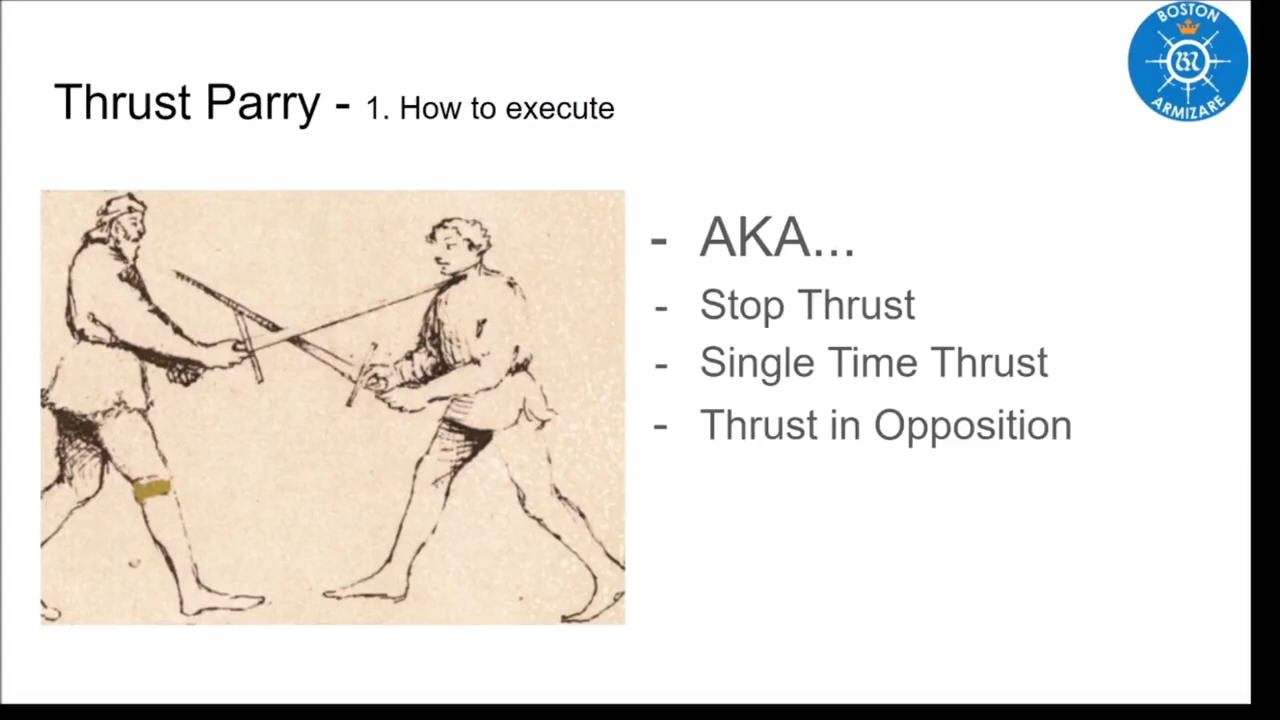 BOSTON
ARMIZARE
Thrust Parry - 1. How to execute
- AKA...
- Stop Thrust
- Single Time Thrust
- Thrust in Opposition